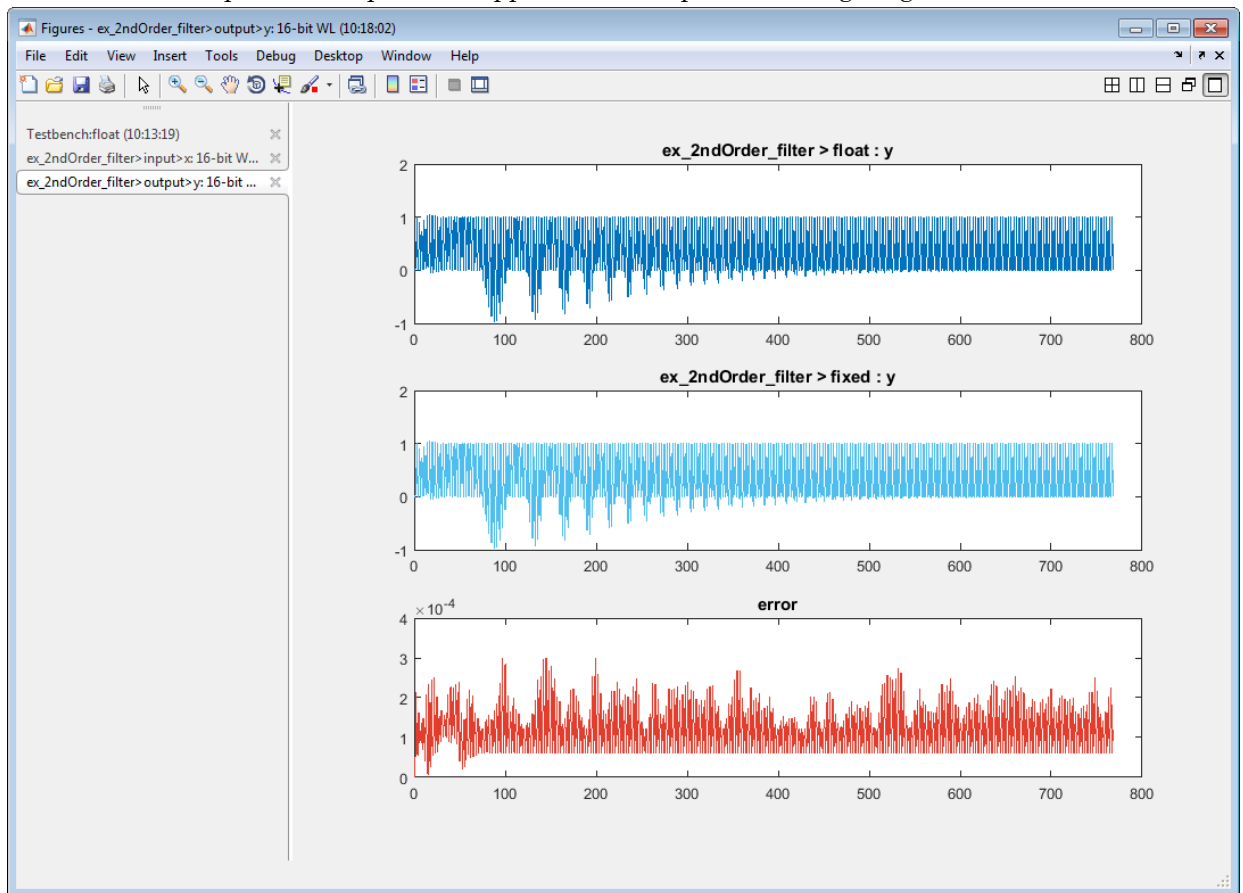 Figures - ex_2ndOrder_filter>output>y: 16-bit WL (10:18:02)
File Edit View Insert Tools Debug Desktop Window Help
Testbench:float (10:13:19)
ex_2ndOrder_filter>input>x: 16-bit W...
ex_2ndOrder_filter>output>y: 16-bit ...
ex_2ndOrder_filter > float : y
2
1
0
-1
0 100 200 300 400 500 600 700 800
ex_2ndOrder_filter > fixed : y
2
1
0
-1
0 100 200 300 400 500 600 700 800
error
×10-4
4
3
2
1
0
0 100 200 300 400 500 600 700 800